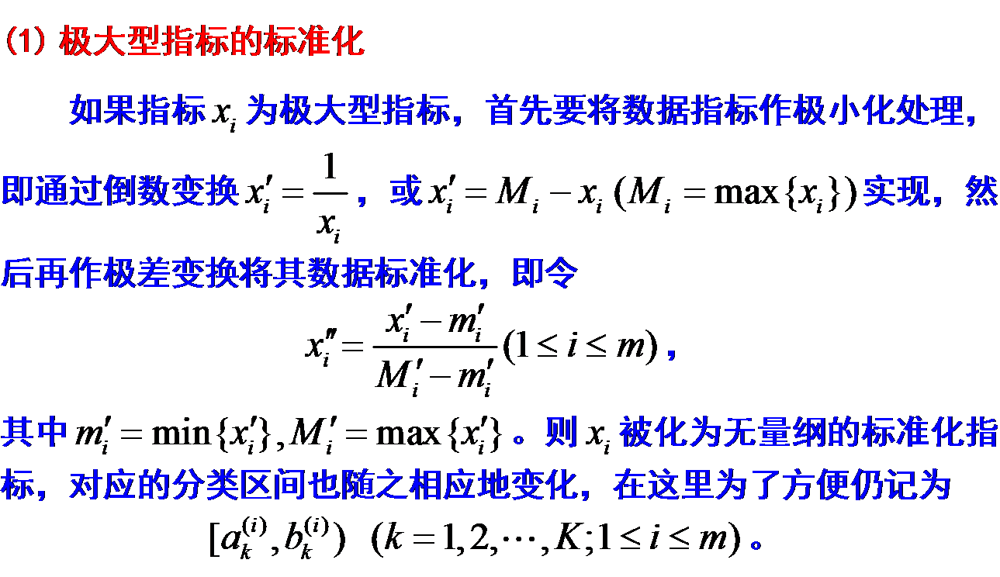 (1) 极大型指标的标准化
如果指标 $x_i$ 为极大型指标，首先要将数据指标作极小化处理，
即通过倒数变换 $x_i' = \frac{1}{x_i}$ ，或 $x_i' = M_i - x_i \, (M_i = \max\{x_i\})$ 实现，然
后再作极差变换将其数据标准化，即令
$x_i'' = \frac{x_i' - m_i'}{M_i' - m_i'} (1 \le i \le m)$ ，
其中 $m_i' = \min\{x_i'\}, M_i' = \max\{x_i'\}$ 。则 $x_i$ 被化为无量纲的标准化指
标，对应的分类区间也随之相应地变化，在这里为了方便仍记为
$[a_k^{(i)}, b_k^{(i)}) \quad (k = 1, 2, \cdots, K; 1 \le i \le m)$ 。